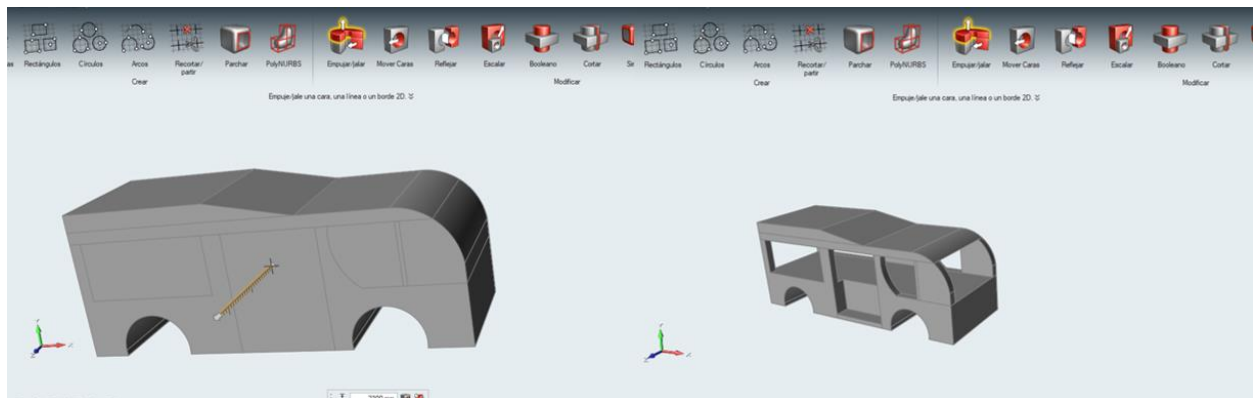 as Rectángulos Círculos Arcos Recortar/ partir Parchar PolyNURBS Empujar/jalar Mover Caras Reflejar Escalar Booleano Cortar Sir
Crear Modificar
Empuje/jale una cara, una línea o un borde 2D.
Rectángulos Círculos Arcos Recortar/ partir Parchar PolyNURBS Empujar/jalar Mover Caras Reflejar Escalar Booleano Cortar
Crear Modificar
Empuje/jale una cara, una línea o un borde 2D.